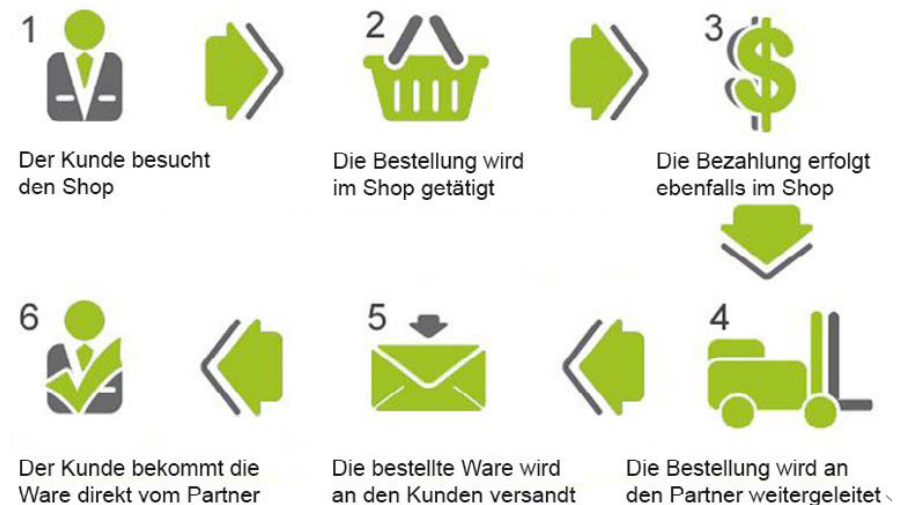 1
Der Kunde besucht
den Shop
2
Die Bestellung wird
im Shop getätigt
3
$
Die Bezahlung erfolgt
ebenfalls im Shop
4
Die Bestellung wird an
den Partner weitergeleitet
5
Die bestellte Ware wird
an den Kunden versandt
6
Der Kunde bekommt die
Ware direkt vom Partner